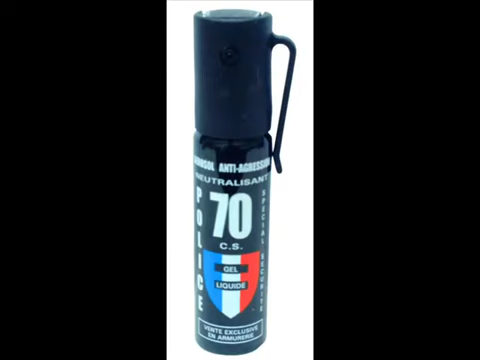 AEROSOL ANTI-AGRESSION
NEUTRALISANT
POLICE
70
C.S.
SPECIAL SECURITE
GEL
LIQUIDE
VENTE EXCLUSIVE
EN ARMURERIE